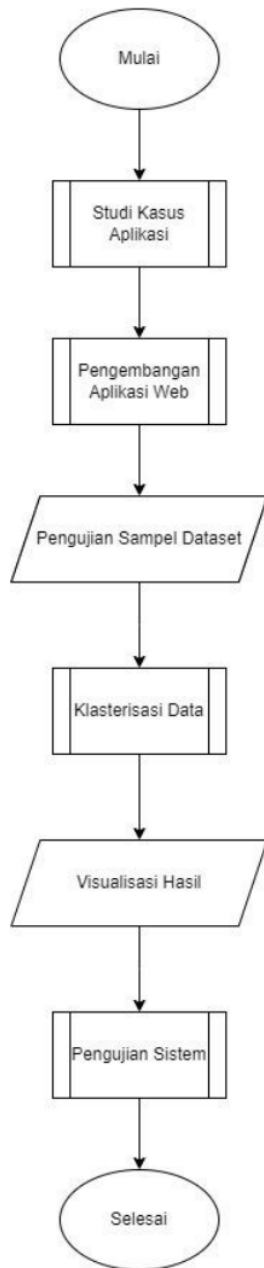 Mulai
Studi Kasus
Aplikasi
Pengembangan
Aplikasi Web
Pengujian Sampel Dataset
Klasterisasi Data
Visualisasi Hasil
Pengujian Sistem
Selesai